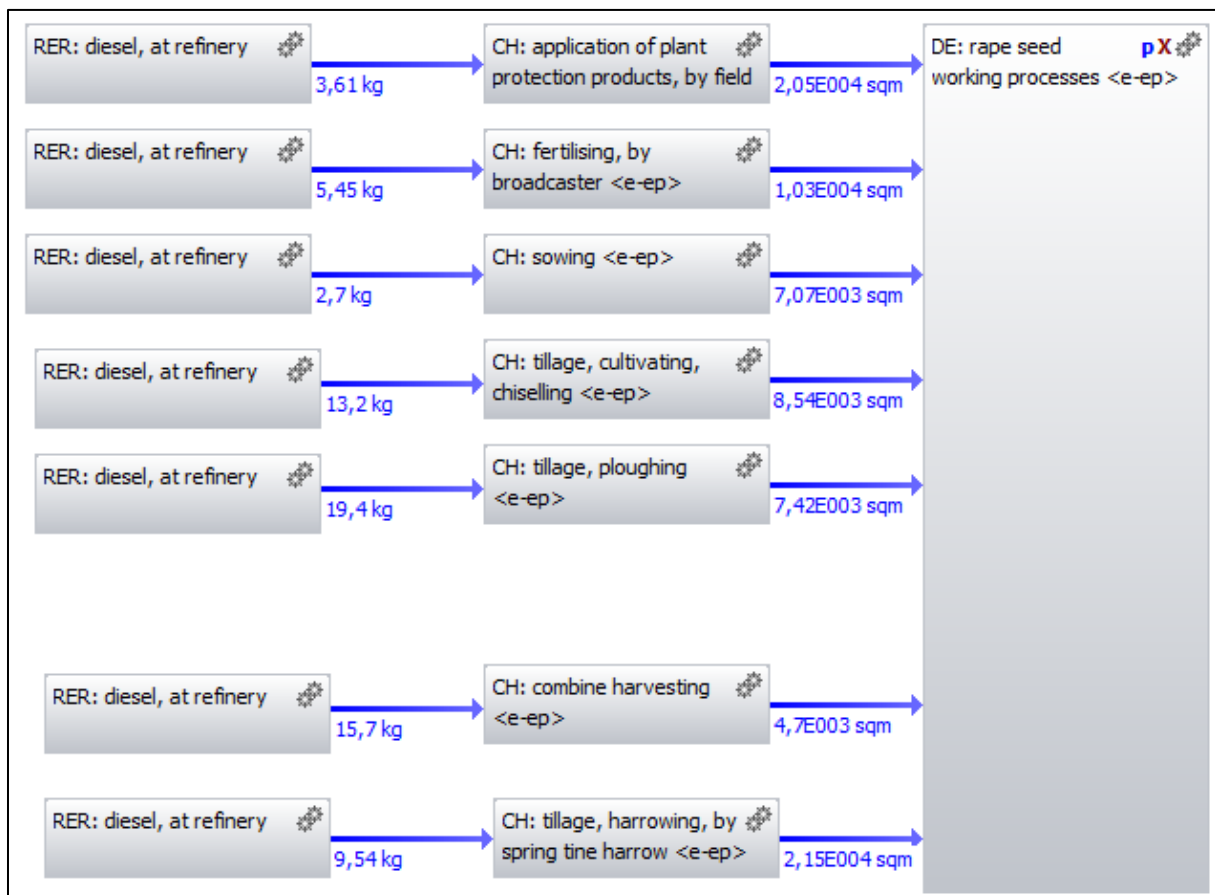 RER: diesel, at refinery
3,61 kg
CH: application of plant
protection products, by field
2,05E004 sqm
DE: rape seed pX
working processes <e-ep>
RER: diesel, at refinery
5,45 kg
CH: fertilising, by
broadcaster <e-ep>
1,03E004 sqm
RER: diesel, at refinery
2,7 kg
CH: sowing <e-ep>
7,07E003 sqm
RER: diesel, at refinery
13,2 kg
CH: tillage, cultivating,
chiselling <e-ep>
8,54E003 sqm
RER: diesel, at refinery
19,4 kg
CH: tillage, ploughing
<e-ep>
7,42E003 sqm
RER: diesel, at refinery
15,7 kg
CH: combine harvesting
<e-ep>
4,7E003 sqm
RER: diesel, at refinery
9,54 kg
CH: tillage, harrowing, by
spring tine harrow <e-ep>
2,15E004 sqm